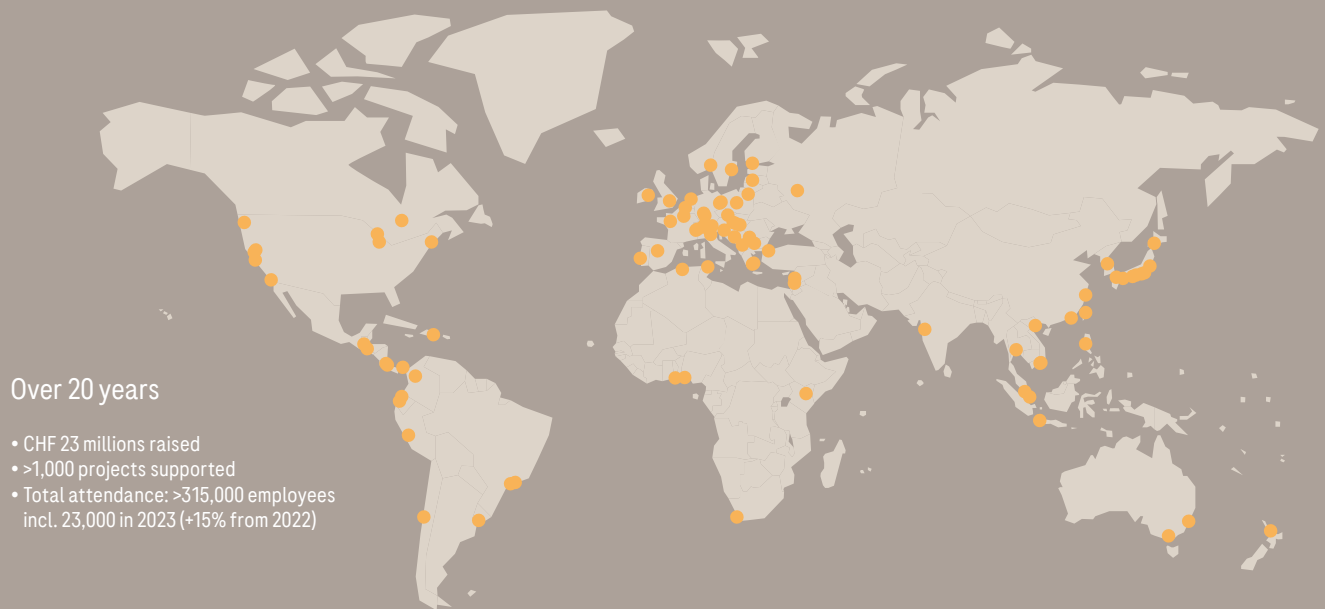 Over 20 years
• CHF 23 millions raised
• >1,000 projects supported
• Total attendance: >315,000 employees
incl. 23,000 in 2023 (+15% from 2022)